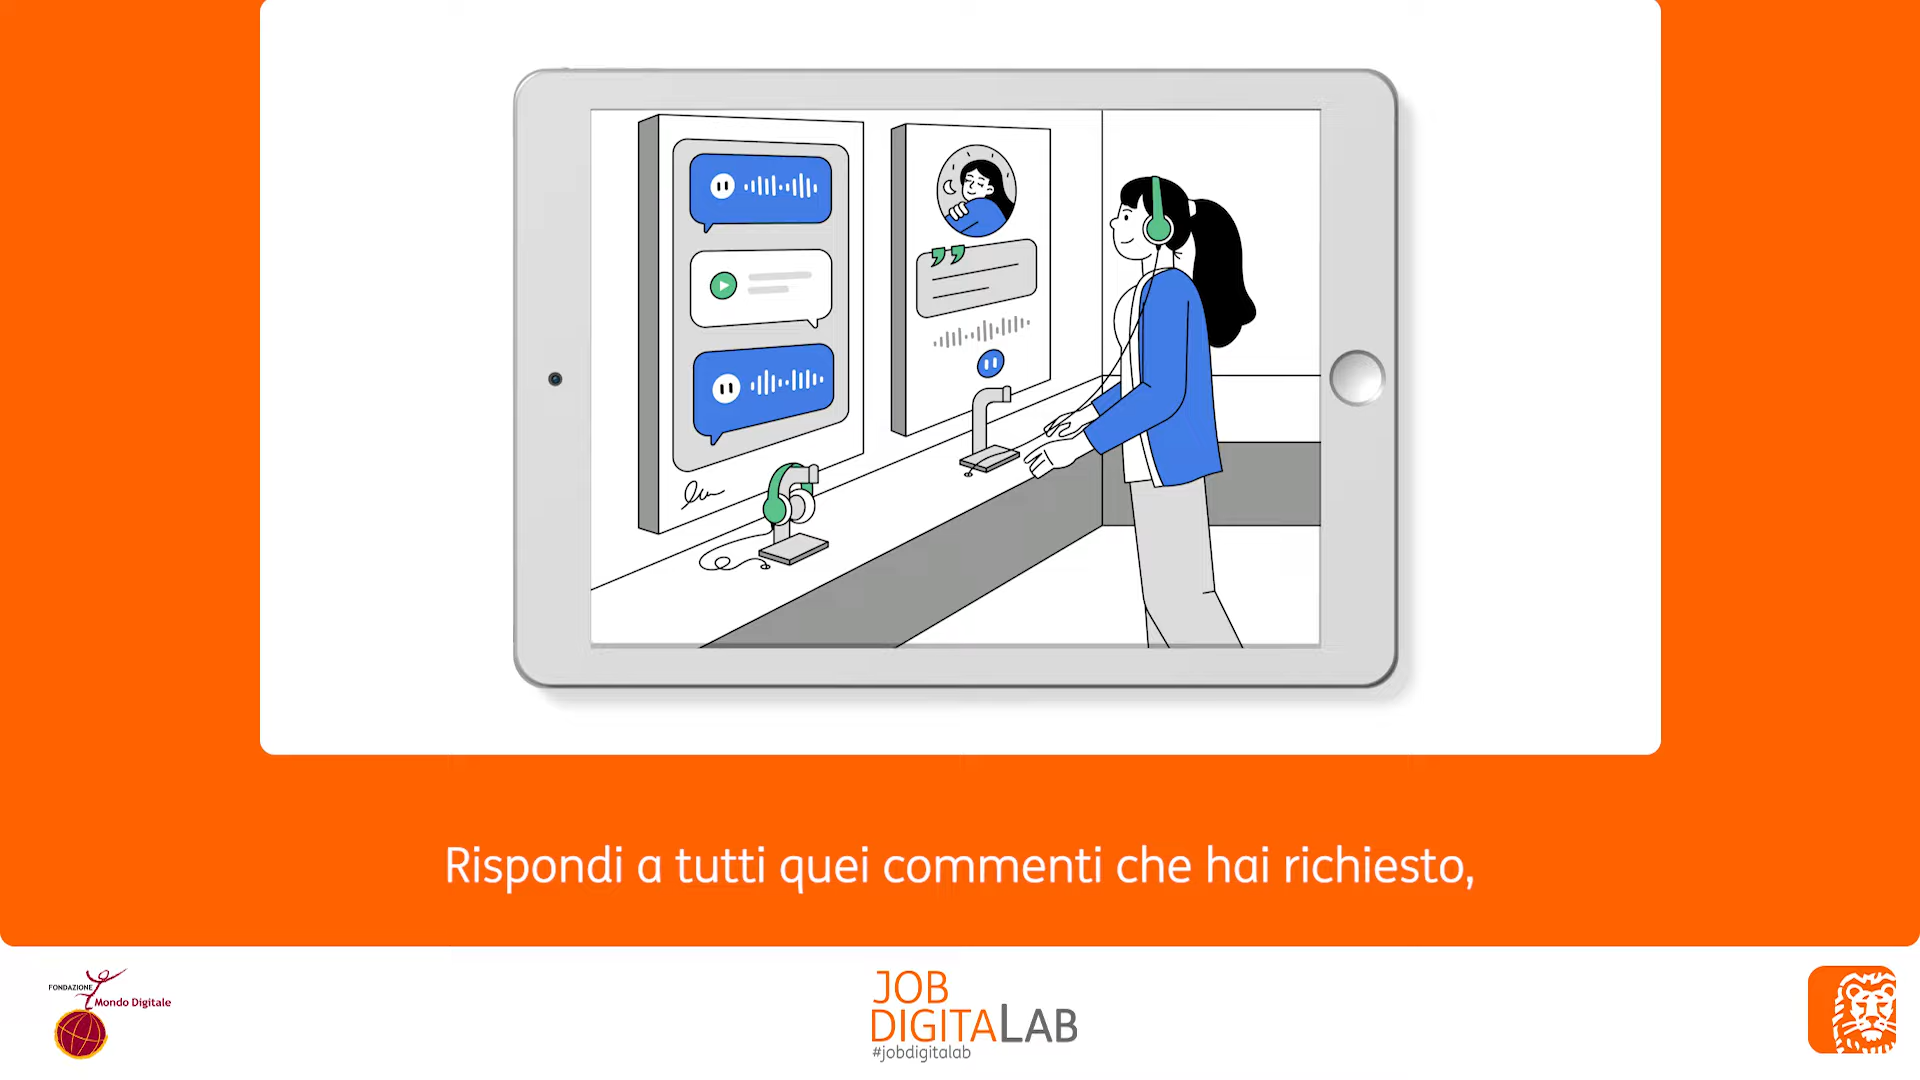 Rispondi a tutti quei commenti che hai richiesto,
FONDAZIONE
Mondo Digitale
JOB
DIGITALAB
#jobdigitalab